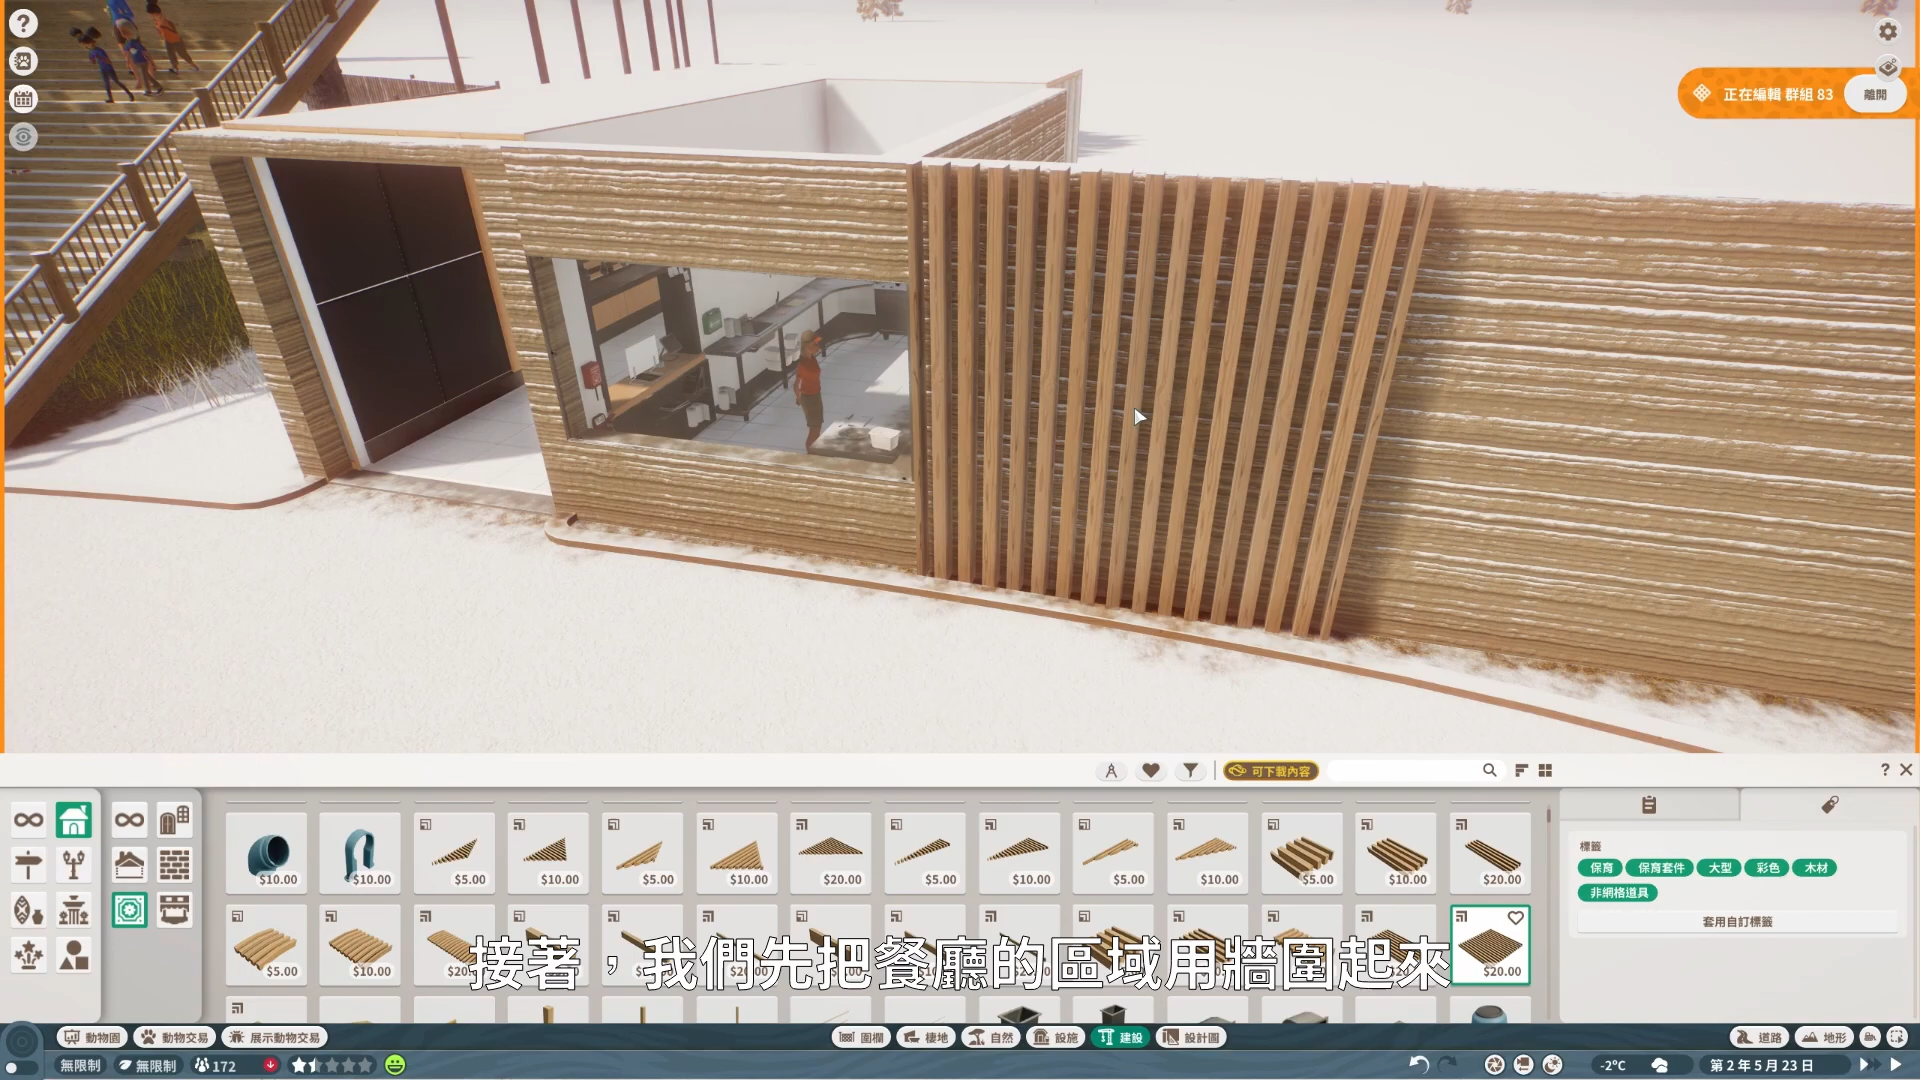 正在編輯 群組 83
離開
可下載內容
?
標籤
保育
保育套件
大型
彩色
木材
非網格道具
套用自訂標籤
$10.00
$10.00
$5.00
$10.00
$5.00
$10.00
$20.00
$5.00
$10.00
$5.00
$10.00
$5.00
$10.00
$20.00
$5.00
$10.00
$20.00
接著，我們先把餐廳的區域用牆圍起來
動物園
動物交易
展示動物交易
圍欄
棲地
自然
設施
建設
設計圖
道路
地形
無限制
無限制
172
-2°C
第 2 年 5 月 23 日